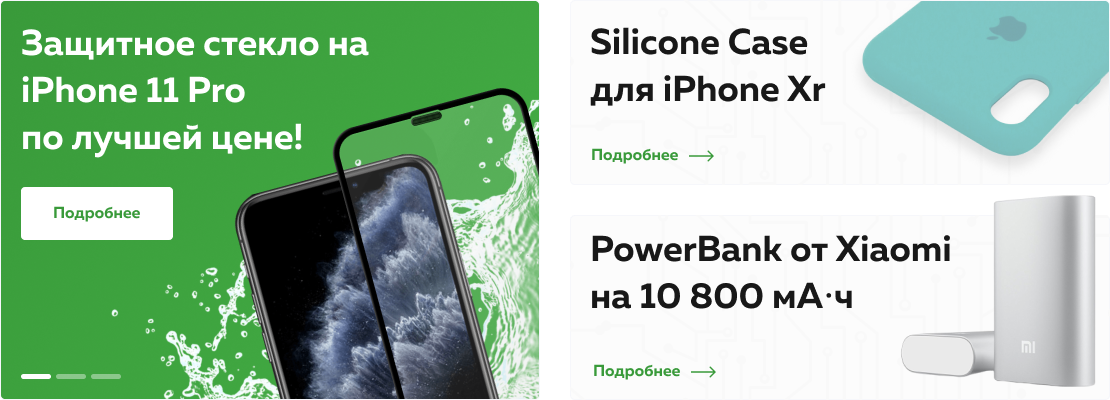 Защитное стекло на
iPhone 11 Pro
по лучшей цене!
Подробнее
Silicone Case
для iPhone Xr
Подробнее
PowerBank от Xiaomi
на 10 800 мА·ч
Подробнее
mi